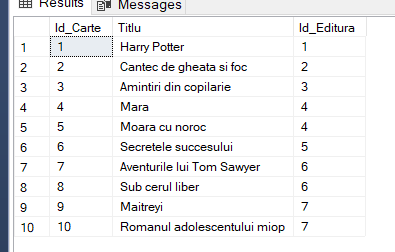 Results Messages
Id_Carte Titlu Id_Editura
1 1 Harry Potter 1
2 2 Cantec de gheata si foc 2
3 3 Amintiri din copilarie 3
4 4 Mara 4
5 5 Moara cu noroc 4
6 6 Secretele succesului 5
7 7 Aventurile lui Tom Sawyer 6
8 8 Sub cerul liber 6
9 9 Maitreyi 7
10 10 Romanul adolescentului miop 7